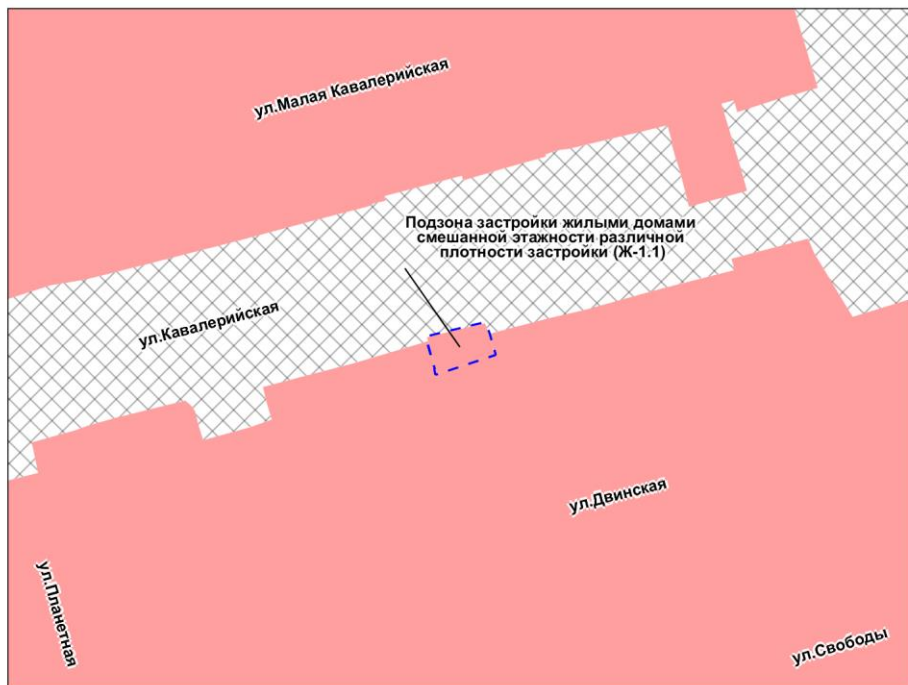 ул.Малая Кавалерийская
Подзона застройки жилыми домами
смешанной этажности различной
плотности застройки (Ж-1.1)
ул.Кавалерийская
ул.Двинская
ул.Планетная
ул.Свободы